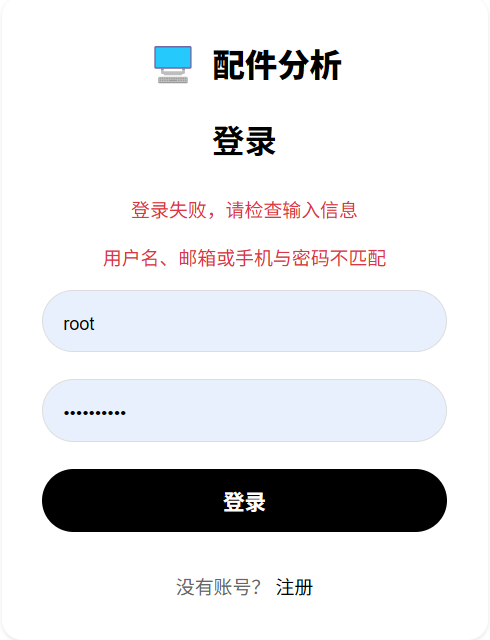 配件分析
登录
登录失败，请检查输入信息
用户名、邮箱或手机与密码不匹配
root
••••••••••
登录
没有账号？ 注册